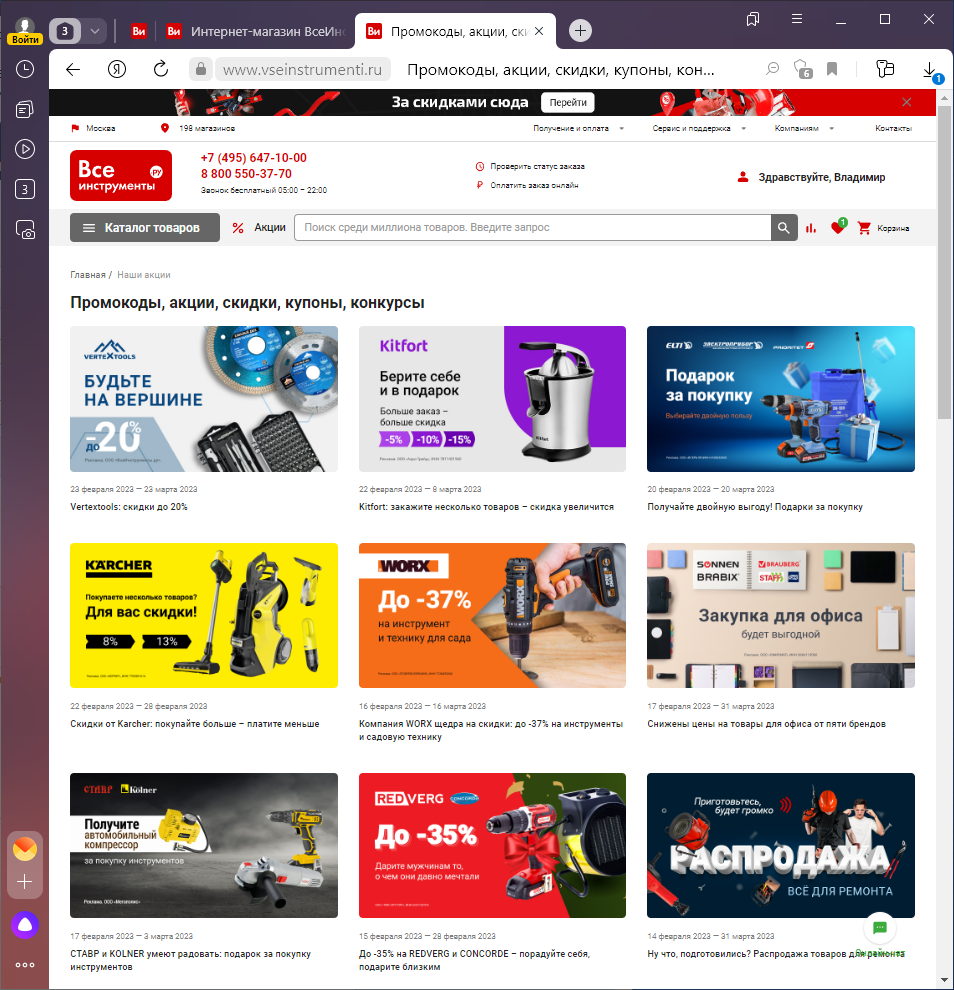 3
Войти
Ви
Ви
Интернет-магазин ВсеИнс
Ви
Промокоды, акции, ски
Я
www.vseinstrumenti.ru
Промокоды, акции, скидки, купоны, кон...
6
1
3
За скидками сюда
Перейти
Москва
198 магазинов
Получение и оплата
Сервис и поддержка
Компаниям
Контакты
Все
инструменты
РУ
+7 (495) 647-10-00
8 800 550-37-70
Звонок бесплатный 05:00 – 22:00
Проверить статус заказа
Оплатить заказ онлайн
Здравствуйте, Владимир
Каталог товаров
Акции
Поиск среди миллиона товаров. Введите запрос
1
Корзина
Главная / Наши акции
Промокоды, акции, скидки, купоны, конкурсы
VERTEXTOOLS
БУДЬТЕ
НА ВЕРШИНЕ
до -20%
23 февраля 2023 — 23 марта 2023
Vertextools: скидки до 20%
Kitfort
Берите себе
и в подарок
Больше заказ –
больше скидка
-5% -10% -15%
Kitfort
22 февраля 2023 — 8 марта 2023
Kitfort: закажите несколько товаров – скидка увеличится
ELTI ЭЛЕКТРОПРИБОР PRIORITET
Подарок
за покупку
Выбирайте двойную пользу
20 февраля 2023 — 20 марта 2023
Получайте двойную выгоду! Подарки за покупку
KÄRCHER
Покупаете несколько товаров?
Для вас скидки!
8% 13%
22 февраля 2023 — 28 февраля 2023
Скидки от Karcher: покупайте больше – платите меньше
WORX
До -37%
на инструмент
и технику для сада
WORX
16 февраля 2023 — 16 марта 2023
Компания WORX щедра на скидки: до -37% на инструменты
и садовую технику
SONNEN
BRAUBERG
BRABIX
STAFF
Закупка для офиса
будет выгодной
17 февраля 2023 — 31 марта 2023
Снижены цены на товары для офиса от пяти брендов
СТАВР Kolner
Получите
автомобильный
компрессор
за покупку инструментов
17 февраля 2023 — 3 марта 2023
СТАВР и KOLNER умеют радовать: подарок за покупку
инструментов
REDVERG CONCORDE
До -35%
Дарите мужчинам то,
о чем они давно мечтали
15 февраля 2023 — 28 февраля 2023
До -35% на REDVERG и CONCORDE – порадуйте себя,
подарите близким
Приготовьтесь,
будет громко
РАСПРОДАЖА
ВСЁ ДЛЯ РЕМОНТА
14 февраля 2023 — 31 марта 2023
Ну что, подготовились? Распродажа товаров для ремонта